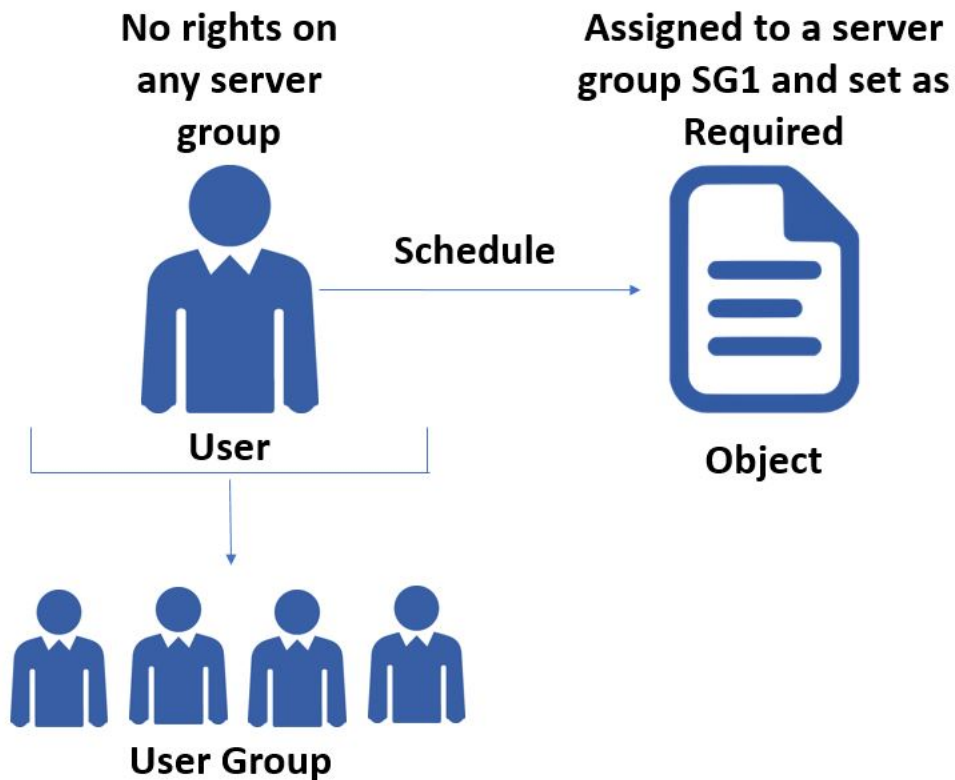 No rights on
any server
group
Assigned to a server
group SG1 and set as
Required
Schedule
User
Object
User Group